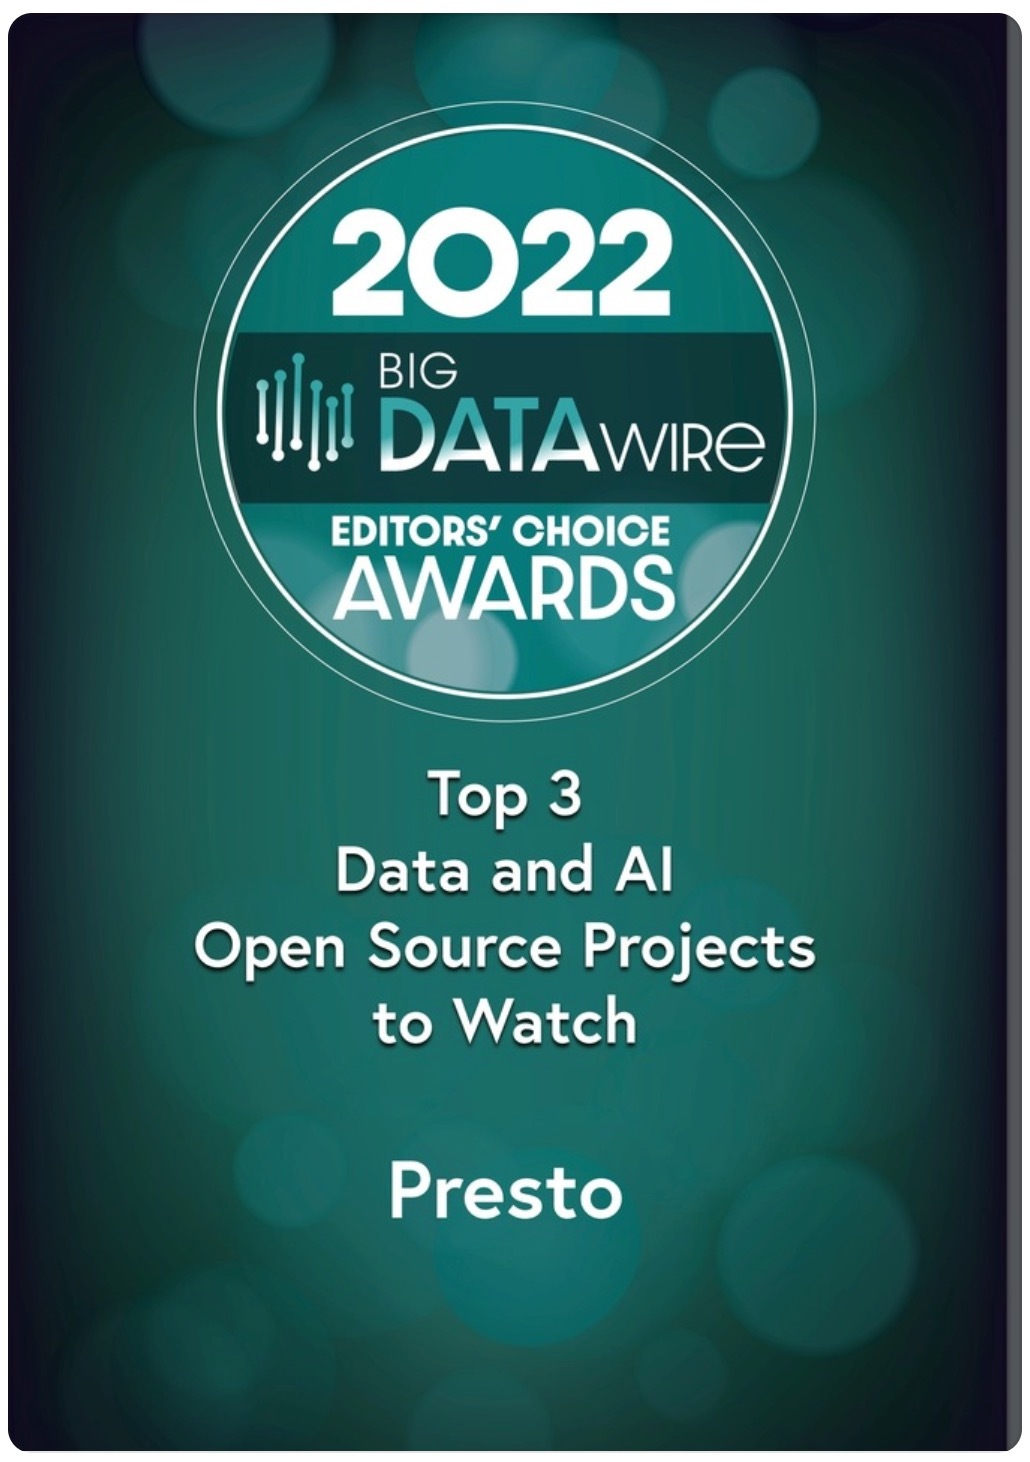 2022
BIG
DATAWIRE
EDITORS' CHOICE
AWARDS
Top 3
Data and AI
Open Source Projects
to Watch
Presto